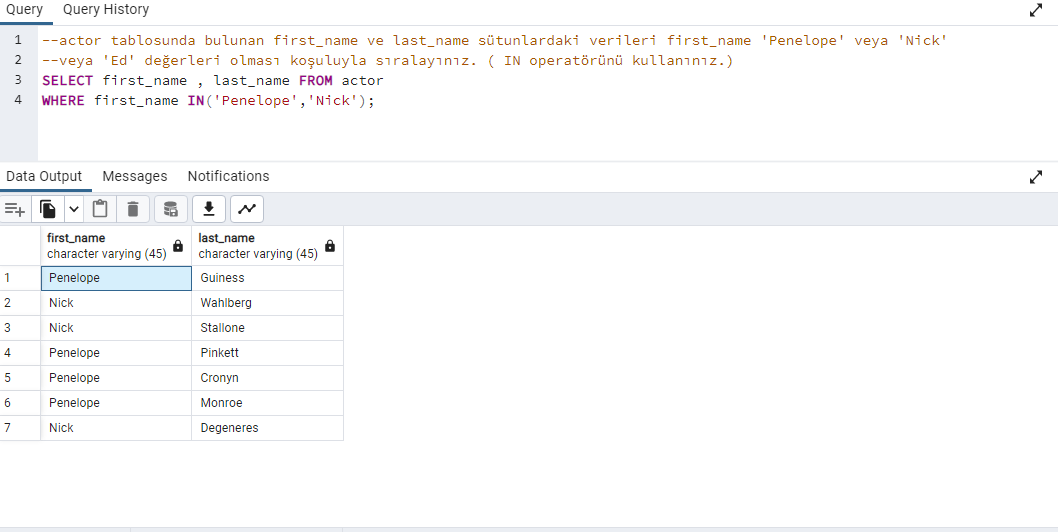 Query Query History
1 --actor tablosunda bulunan first_name ve last_name sütunlardaki verileri first_name 'Penelope' veya 'Nick'
2 --veya 'Ed' değerleri olması koşuluyla sıralayınız. ( IN operatörünü kullanınız.)
3 SELECT first_name , last_name FROM actor
4 WHERE first_name IN('Penelope','Nick');
Data Output Messages Notifications
first_name last_name
character varying (45) character varying (45)
1 Penelope Guiness
2 Nick Wahlberg
3 Nick Stallone
4 Penelope Pinkett
5 Penelope Cronyn
6 Penelope Monroe
7 Nick Degeneres